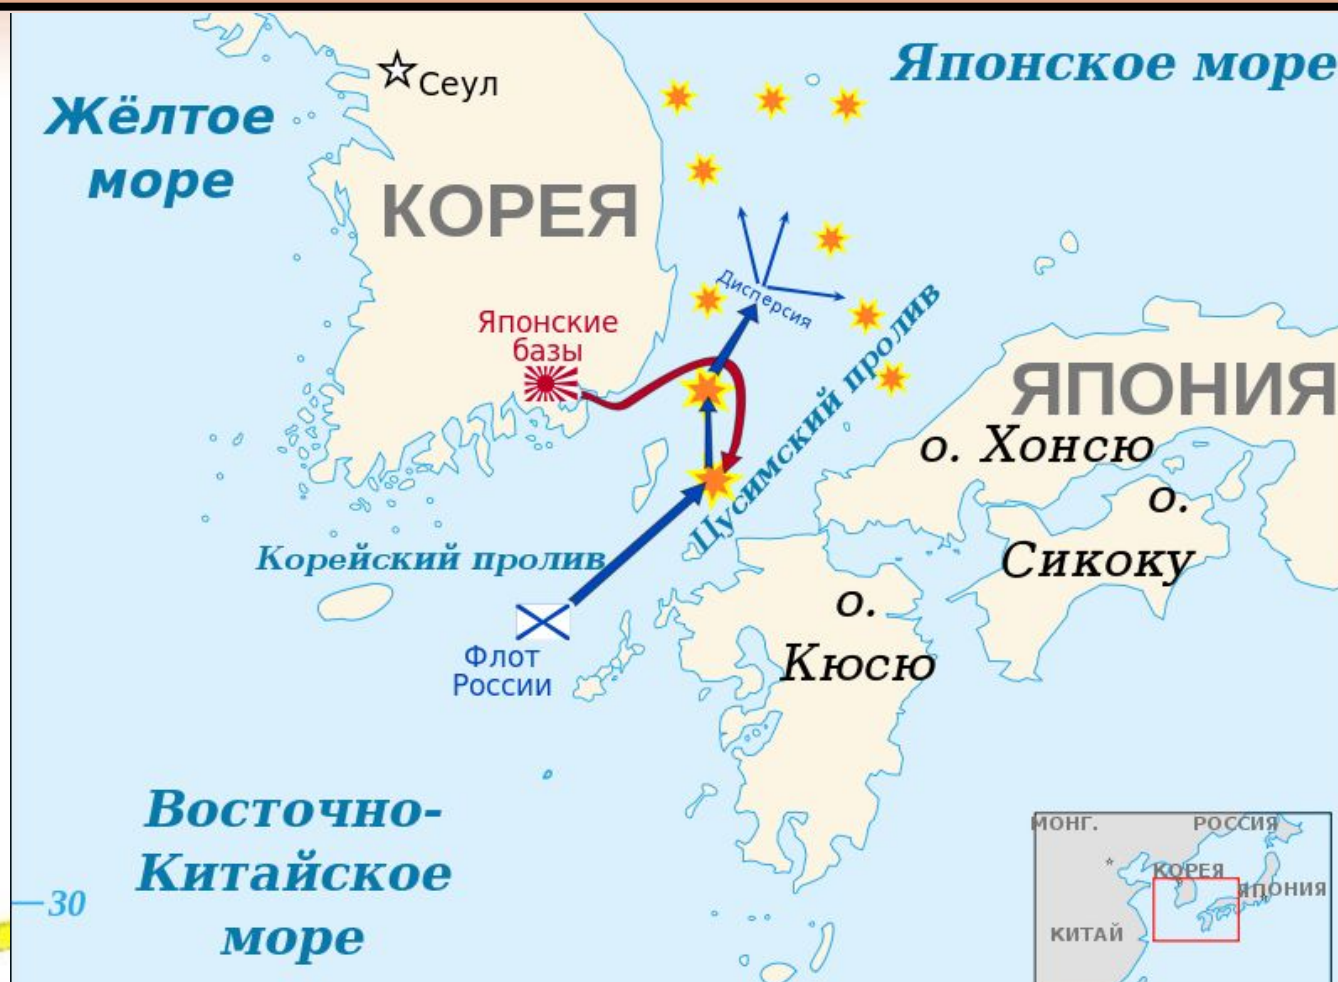 Японское море
Сеул
Жёлтое
море
КОРЕЯ
Дисперсия
Японские
базы
Цусимский пролив
ЯПОНИЯ
о. Хонсю
о.
Сикоку
Корейский пролив
о.
Кюсю
Флот
России
Восточно-
Китайское
море
30
МОНГ.
РОССИЯ
КОРЕЯ
ЯПОНИЯ
КИТАЙ